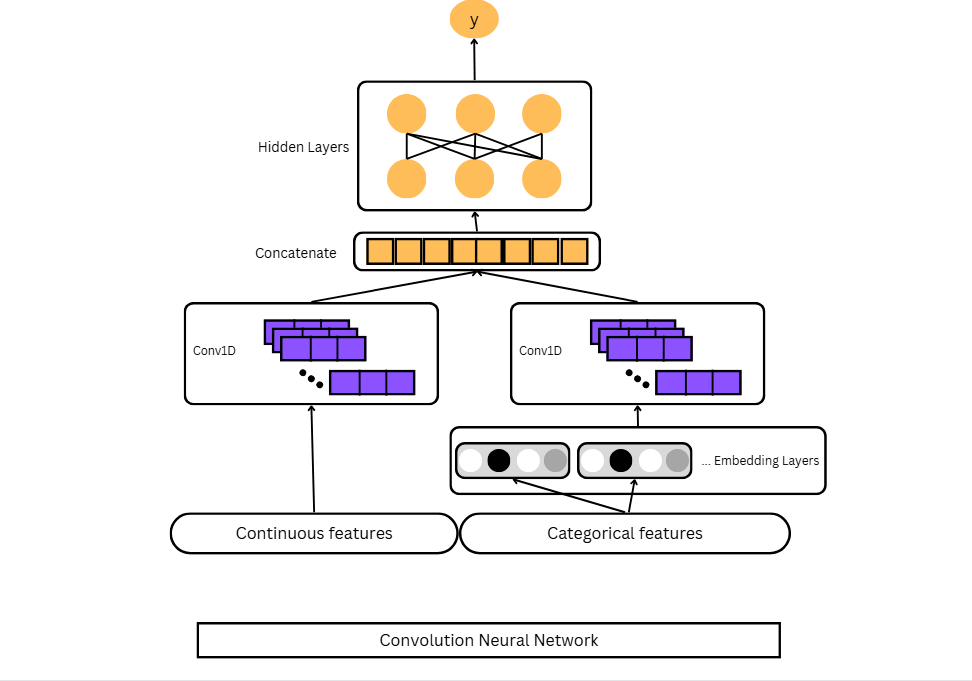 y
Hidden Layers
Concatenate
Conv1D
Conv1D
... Embedding Layers
Continuous features
Categorical features
Convolution Neural Network